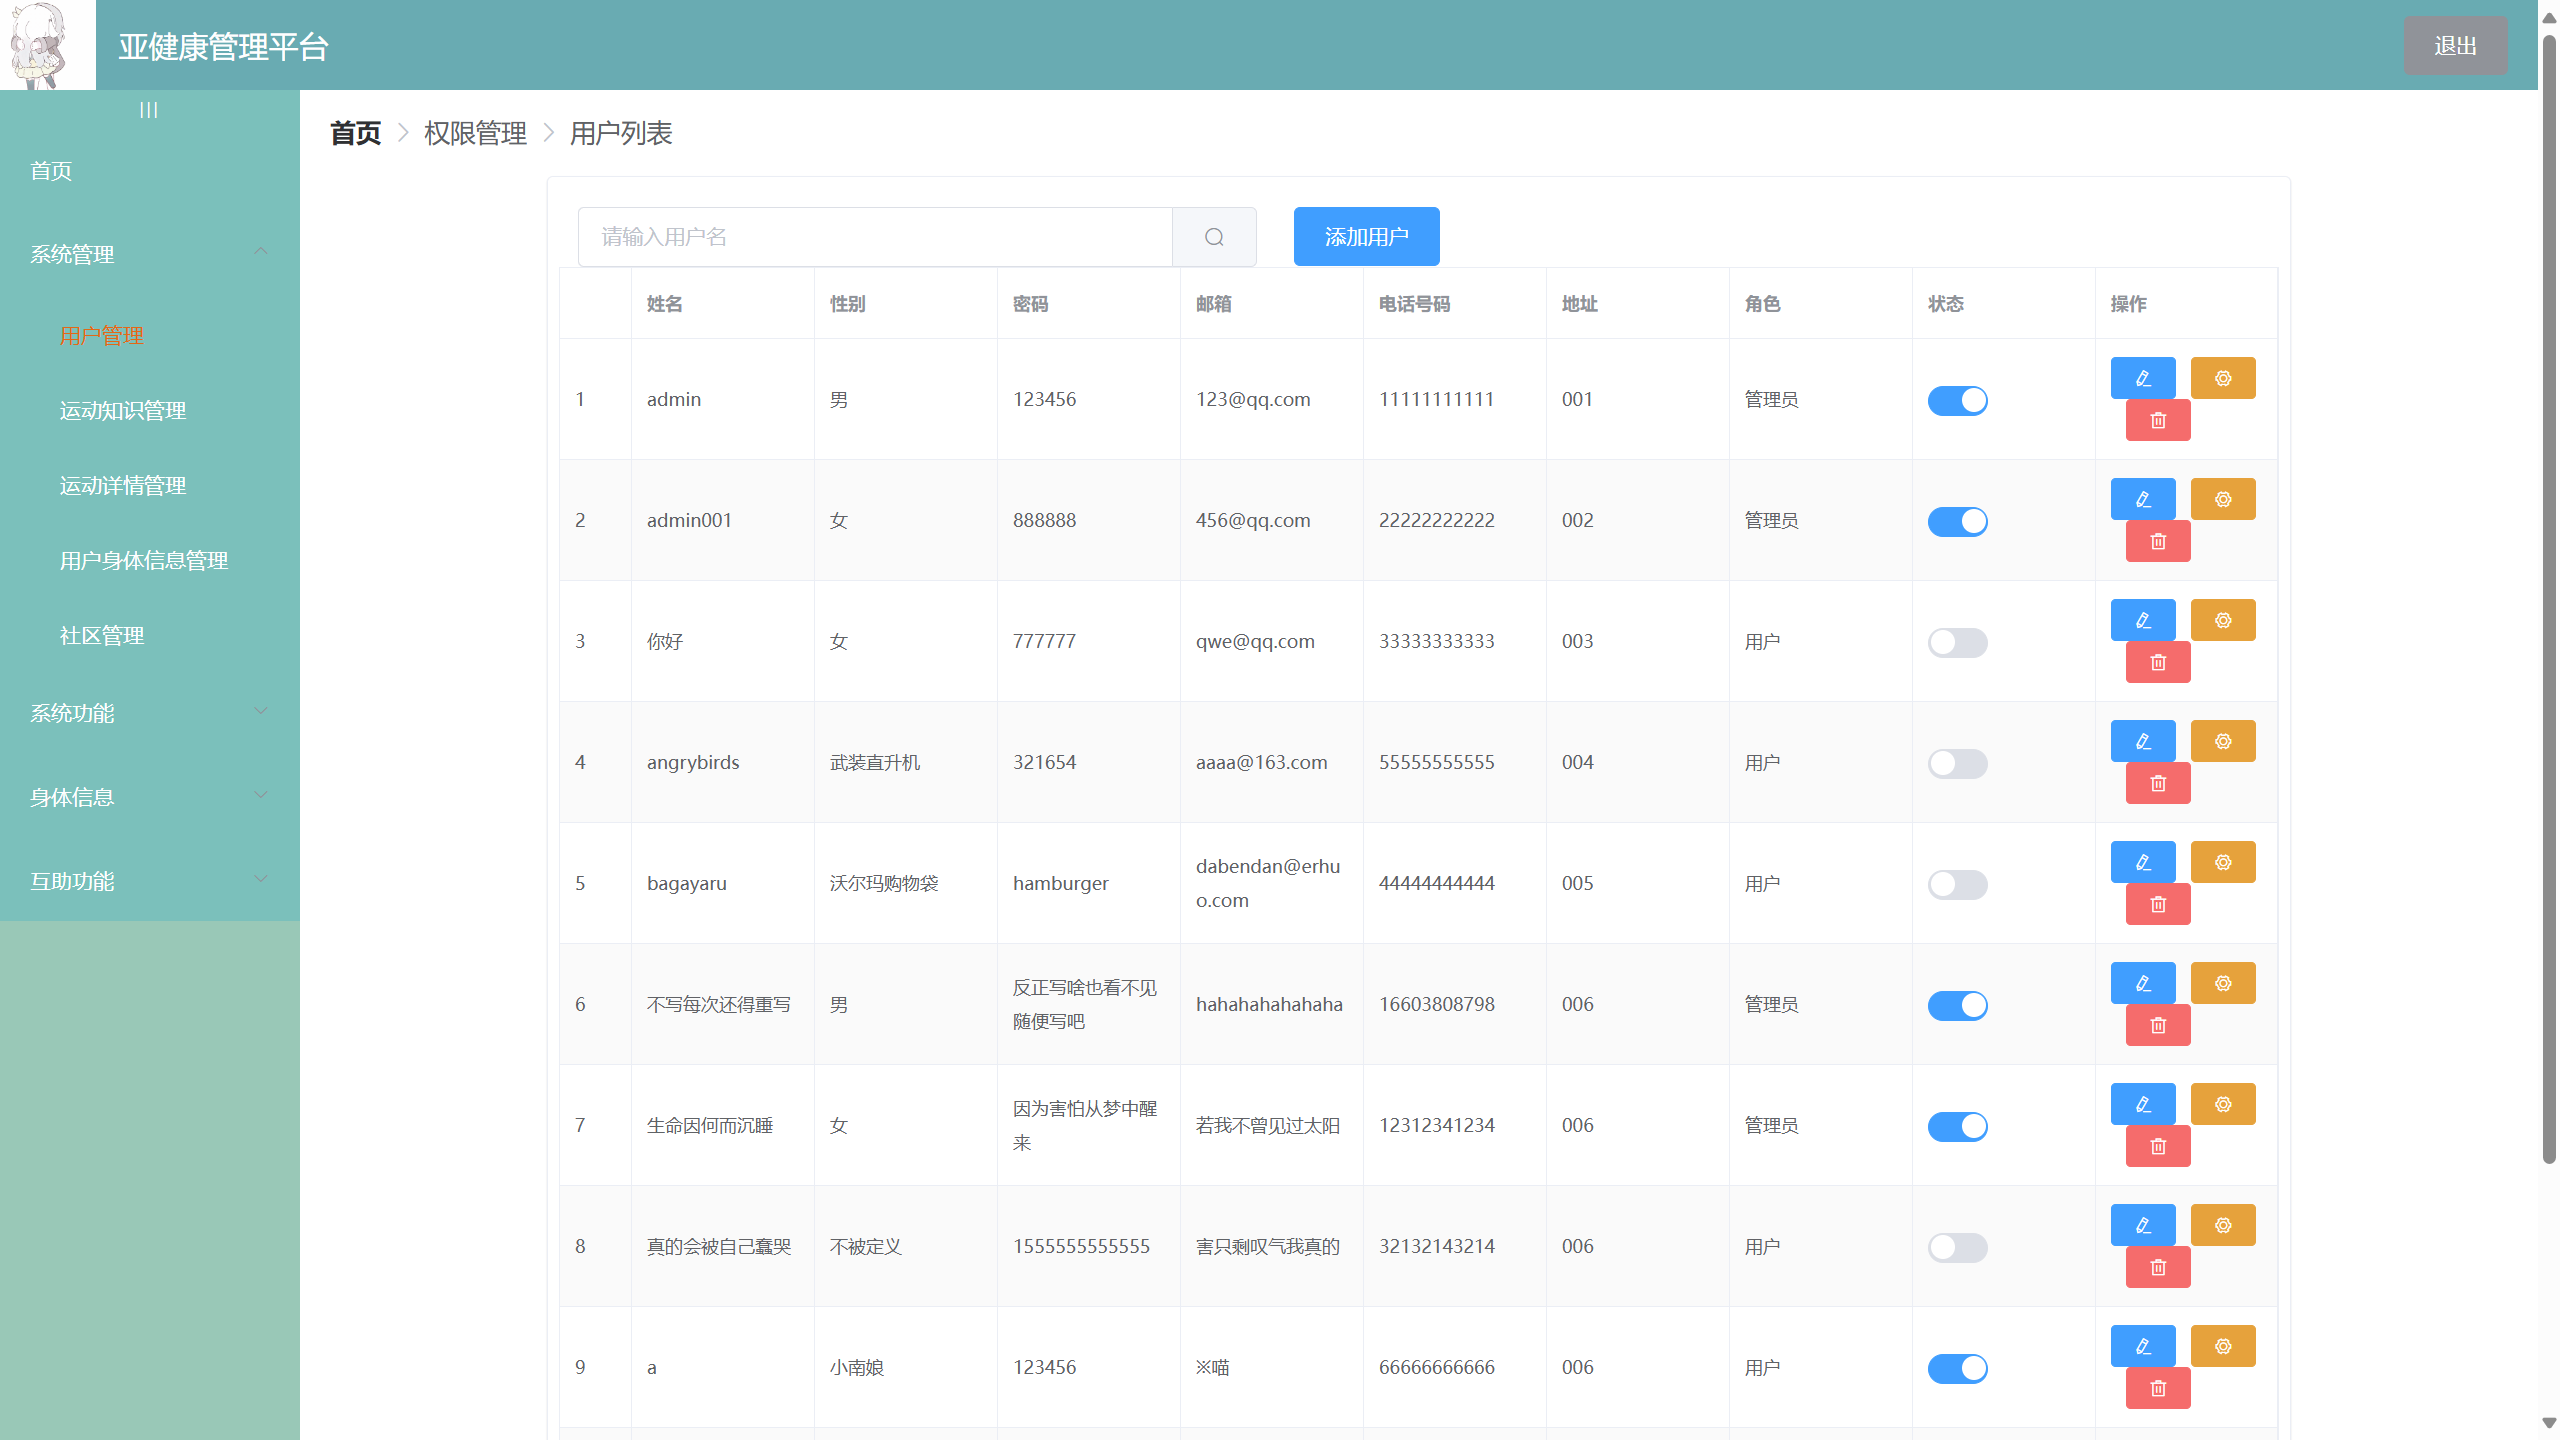 亚健康管理平台
退出
|||
首页
系统管理
用户管理
运动知识管理
运动详情管理
用户身体信息管理
社区管理
系统功能
身体信息
互助功能
首页 > 权限管理 > 用户列表
请输入用户名
添加用户
姓名 性别 密码 邮箱 电话号码 地址 角色 状态 操作
1 admin 男 123456 123@qq.com 11111111111 001 管理员
2 admin001 女 888888 456@qq.com 22222222222 002 管理员
3 你好 女 777777 qwe@qq.com 33333333333 003 用户
4 angrybirds 武装直升机 321654 aaaa@163.com 55555555555 004 用户
5 bagayaru 沃尔玛购物袋 hamburger dabendan@erhu
o.com 44444444444 005 用户
6 不写每次还得重写 男 反正写啥也看不见
随便写吧 hahahahahahaha 16603808798 006 管理员
7 生命因何而沉睡 女 因为害怕从梦中醒
来 若我不曾见过太阳 12312341234 006 管理员
8 真的会被自己蠢哭 不被定义 1555555555555 害只剩叹气我真的 32132143214 006 用户
9 a 小南娘 123456 ※喵 66666666666 006 用户